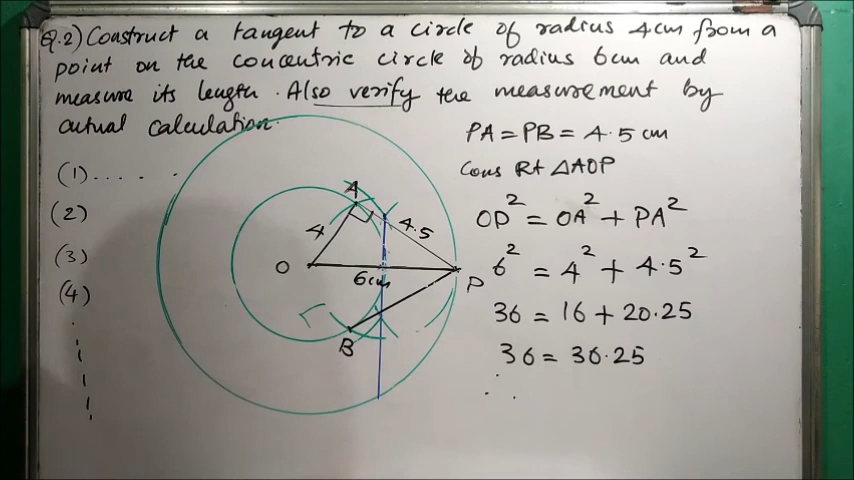 Q.2) Construct a tangent to a circle of radius 4cm from a
point on the concentric circle of radius 6cm and
measure its length. Also verify the measurement by
actual calculation.
PA = PB = 4.5 cm
Cons Rt △AOP
(1) . . . . . .
(2)
(3)
(4)
A
4
4.5
O
6cm
P
B
OP² = OA² + PA²
6² = 4² + 4.5²
36 = 16 + 20.25
36 = 36.25